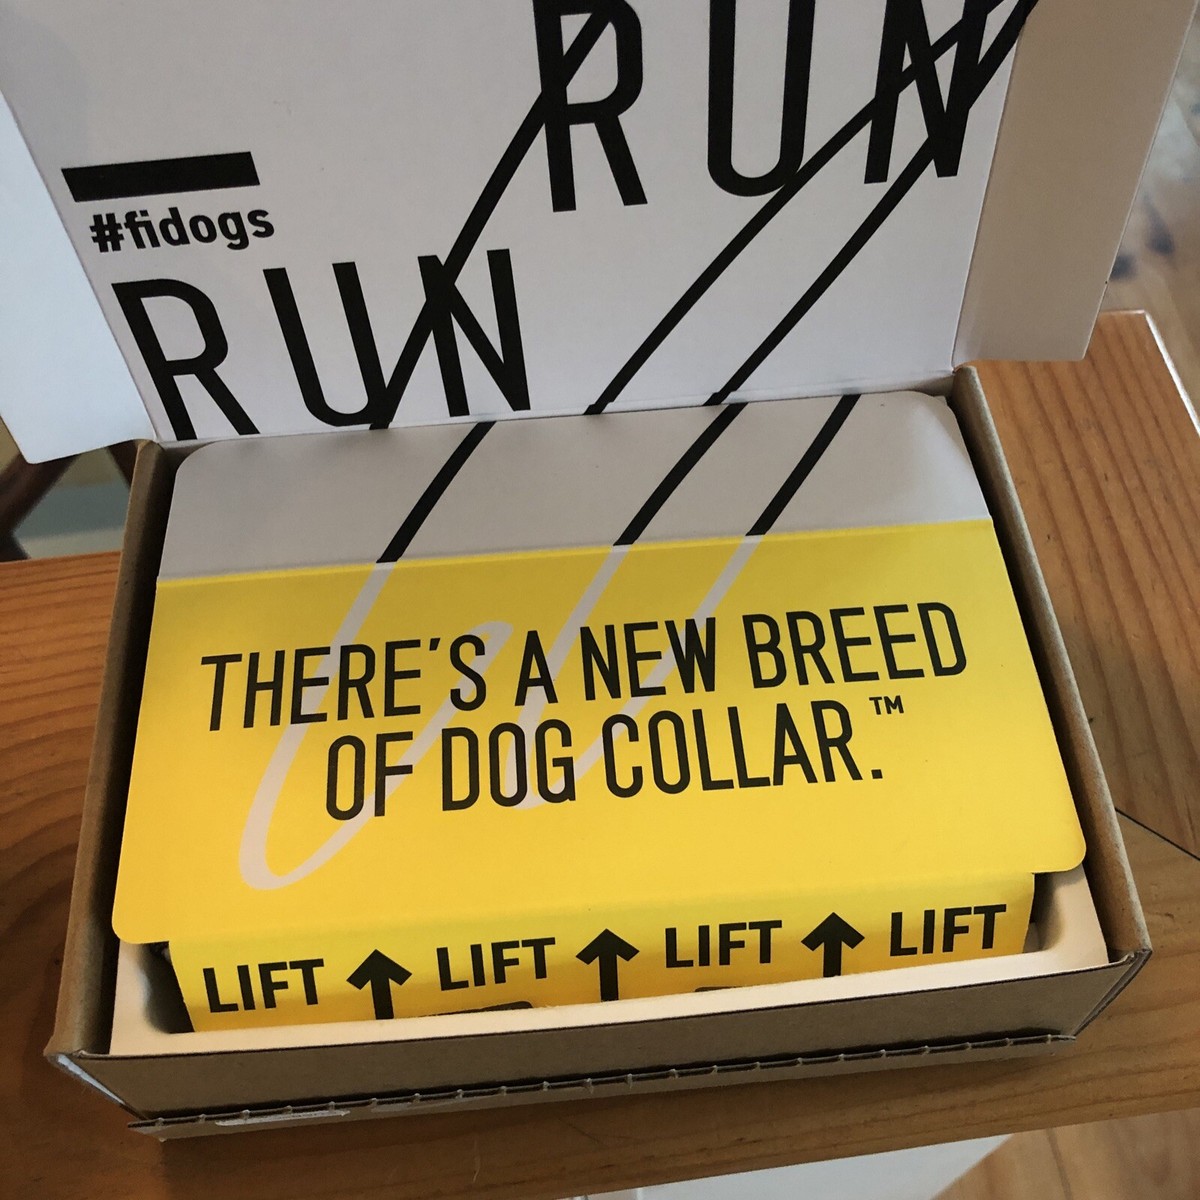 RUN
#fidogs
RUN
THERE'S A NEW BREED
OF DOG COLLAR.™
LIFT ↑ LIFT ↑ LIFT ↑ LIFT